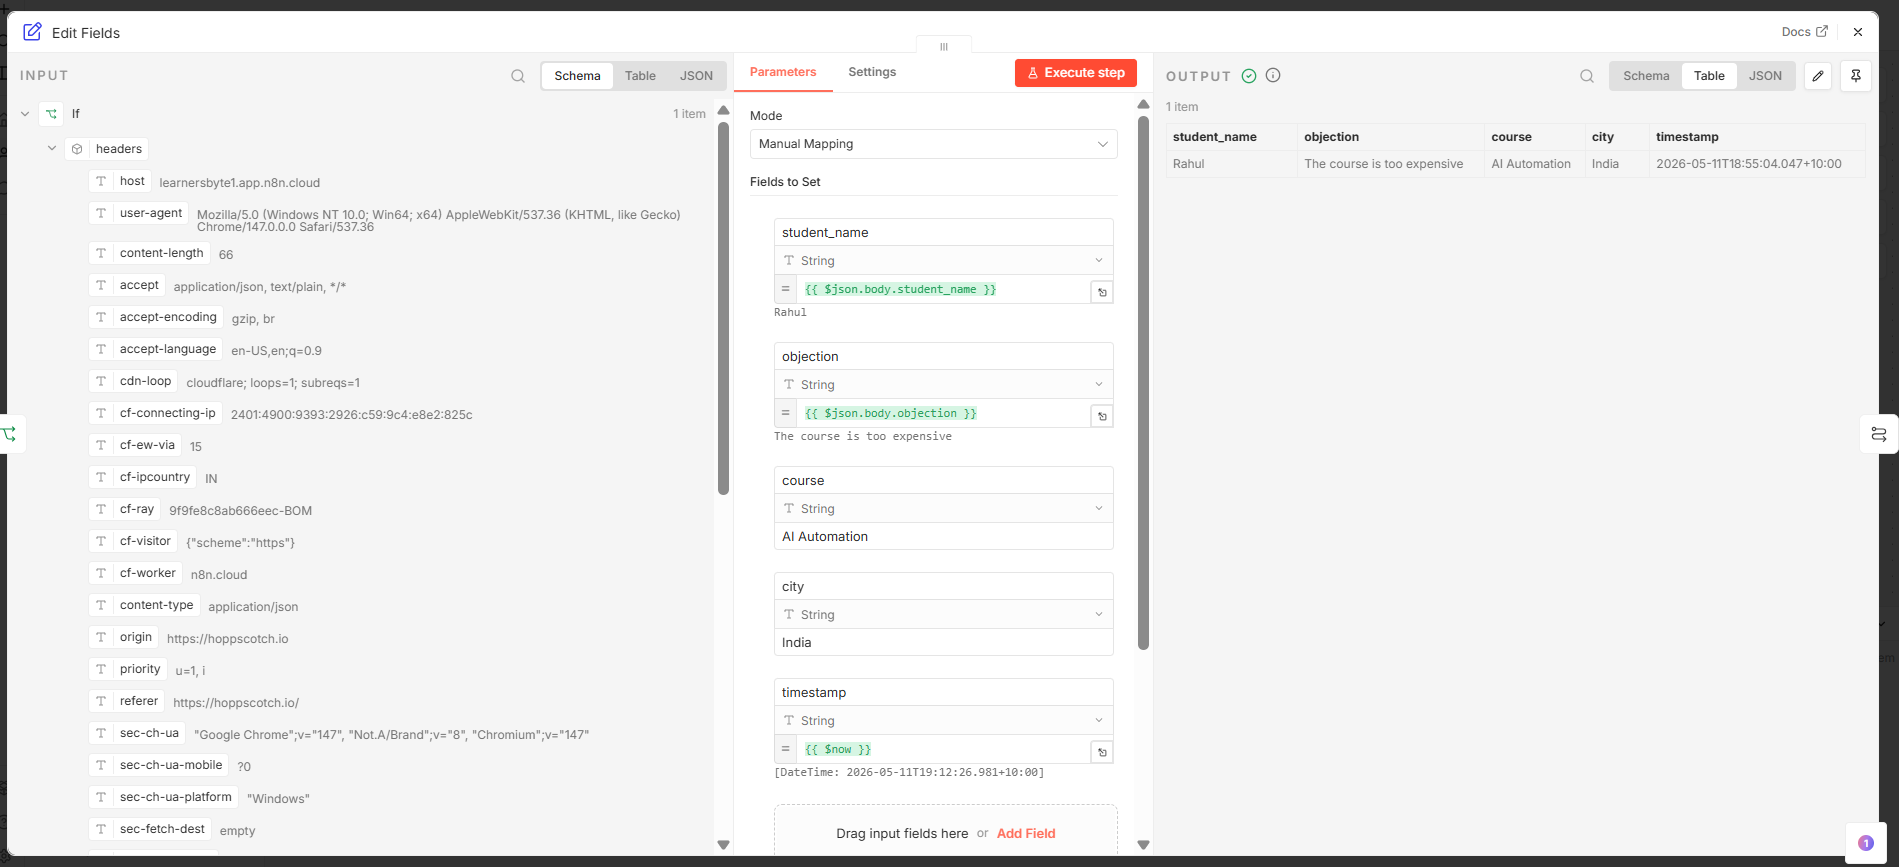 Edit Fields
Docs
INPUT
Schema
Table
JSON
If
1 item
headers
host
learnersbyte1.app.n8n.cloud
user-agent
Mozilla/5.0 (Windows NT 10.0; Win64; x64) AppleWebKit/537.36 (KHTML, like Gecko)
Chrome/147.0.0.0 Safari/537.36
content-length
66
accept
application/json, text/plain, */*
accept-encoding
gzip, br
accept-language
en-US,en;q=0.9
cdn-loop
cloudflare; loops=1; subreqs=1
cf-connecting-ip
2401:4900:9393:2926:c59:9c4:e8e2:825c
cf-ew-via
15
cf-ipcountry
IN
cf-ray
9f9fe8c8ab666eec-BOM
cf-visitor
{"scheme":"https"}
cf-worker
n8n.cloud
content-type
application/json
origin
https://hoppscotch.io
priority
u=1, i
referer
https://hoppscotch.io/
sec-ch-ua
"Google Chrome";v="147", "Not.A/Brand";v="8", "Chromium";v="147"
sec-ch-ua-mobile
?0
sec-ch-ua-platform
"Windows"
sec-fetch-dest
empty
Parameters
Settings
Execute step
Mode
Manual Mapping
Fields to Set
student_name
T String
= {{ $json.body.student_name }}
Rahul
objection
T String
= {{ $json.body.objection }}
The course is too expensive
course
T String
AI Automation
city
T String
India
timestamp
T String
= {{ $now }}
[DateTime: 2026-05-11T19:12:26.981+10:00]
Drag input fields here or Add Field
OUTPUT
Schema
Table
JSON
1 item
student_name objection course city timestamp
Rahul The course is too expensive AI Automation India 2026-05-11T18:55:04.047+10:00
1